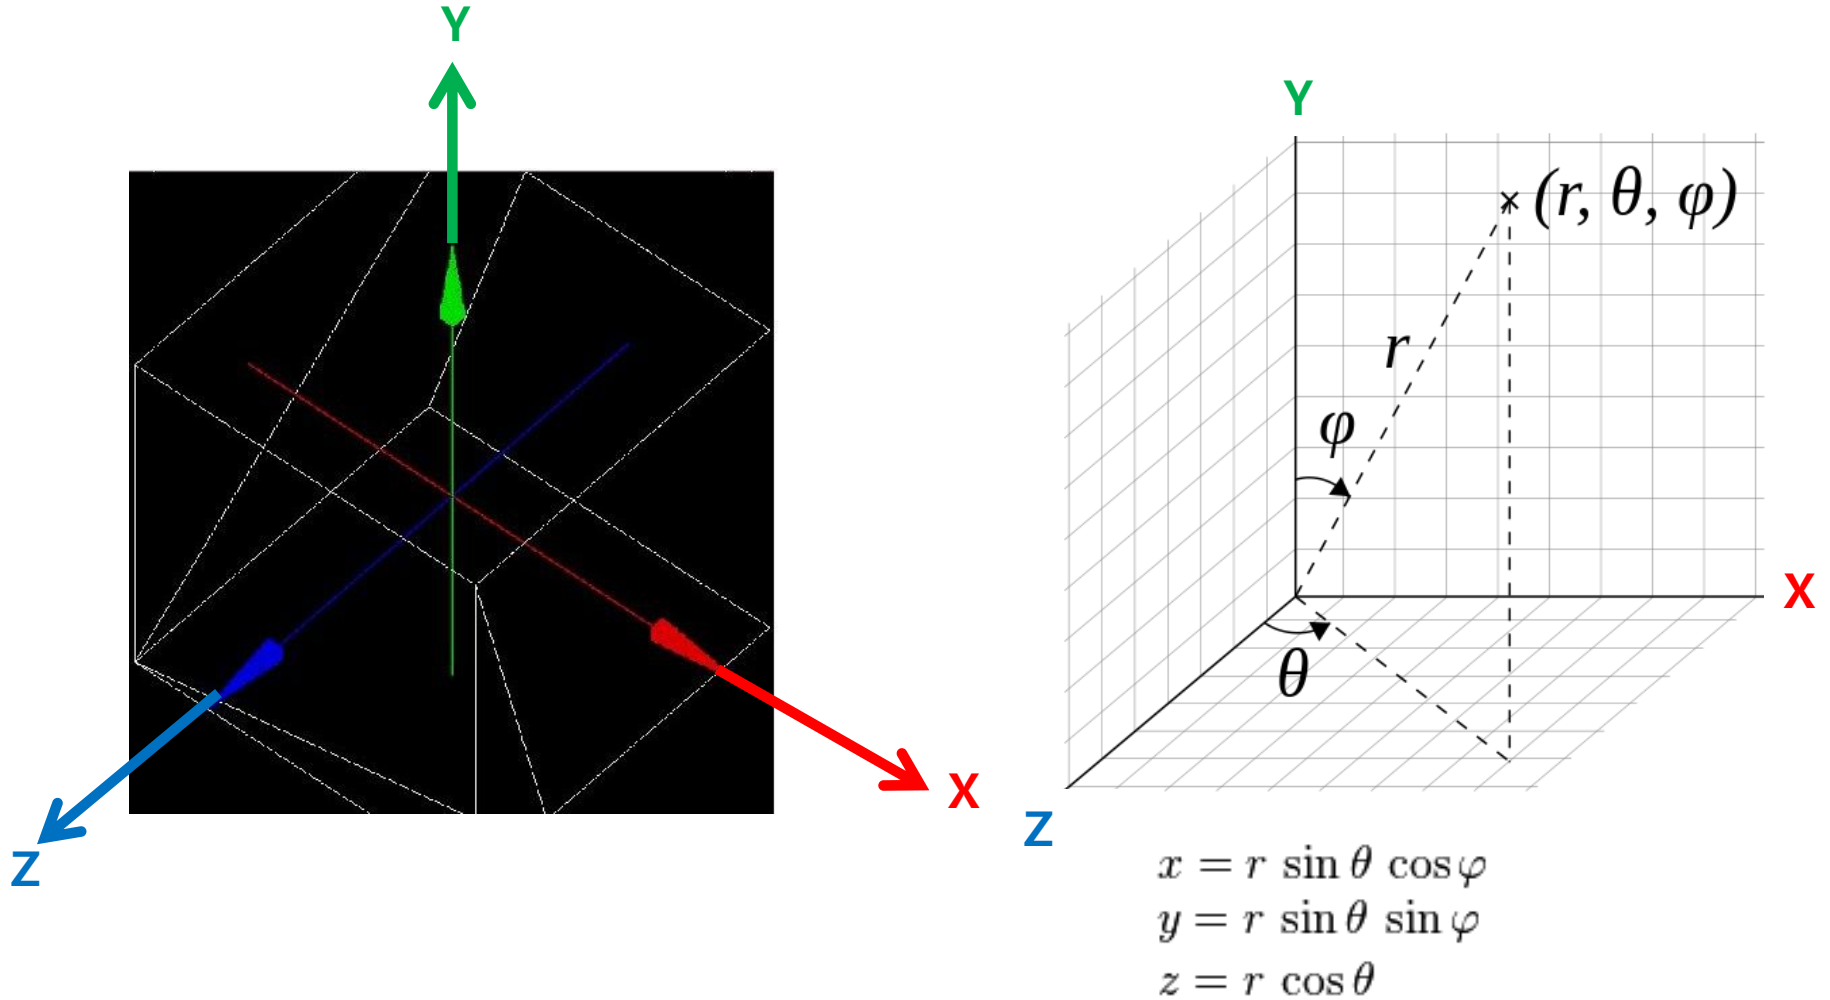 Y
X
Z
Y
(r, θ, φ)
r
φ
X
θ
Z
x = r sin θ cos φ
y = r sin θ sin φ
z = r cos θ